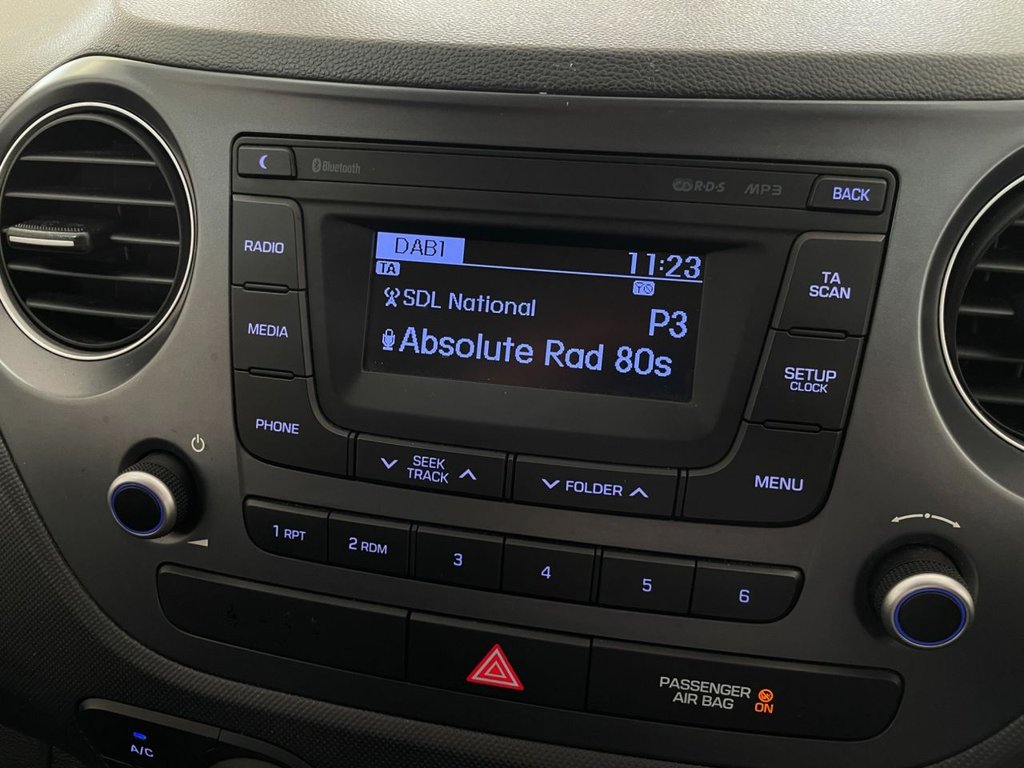 Bluetooth
R·D·S MP3
BACK
RADIO
MEDIA
PHONE
DAB1 11:23
TA
SDL National
P3
Absolute Rad 80s
TA
SCAN
SETUP
CLOCK
MENU
SEEK
TRACK
FOLDER
1 RPT 2 RDM 3 4 5 6
PASSENGER
AIR BAG
ON
A/C